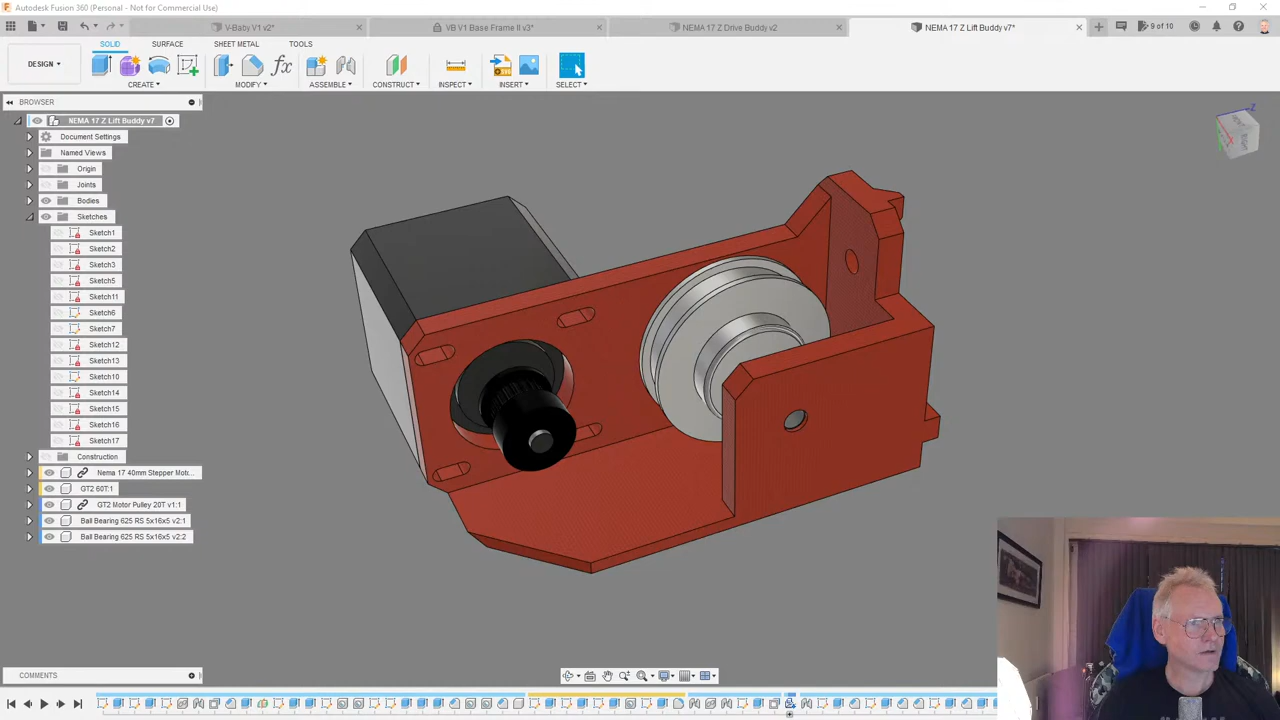 Autodesk Fusion 360 (Personal - Not for Commercial Use)
V-Baby V1 v2*
VB V1 Base Frame II v3*
NEMA 17 Z Drive Buddy v2
NEMA 17 Z Lift Buddy v7*
9 of 10
SOLID
SURFACE
SHEET METAL
TOOLS
DESIGN
CREATE
MODIFY
ASSEMBLE
CONSTRUCT
INSPECT
INSERT
SELECT
BROWSER
NEMA 17 Z Lift Buddy v7
Document Settings
Named Views
Origin
Joints
Bodies
Sketches
Sketch1
Sketch2
Sketch3
Sketch5
Sketch11
Sketch6
Sketch7
Sketch12
Sketch13
Sketch10
Sketch14
Sketch15
Sketch16
Sketch17
Construction
Nema 17 40mm Stepper Mot...
GT2 60T:1
GT2 Motor Pulley 20T v1:1
Ball Bearing 625 RS 5x16x5 v2:1
Ball Bearing 625 RS 5x16x5 v2:2
COMMENTS
Z
X